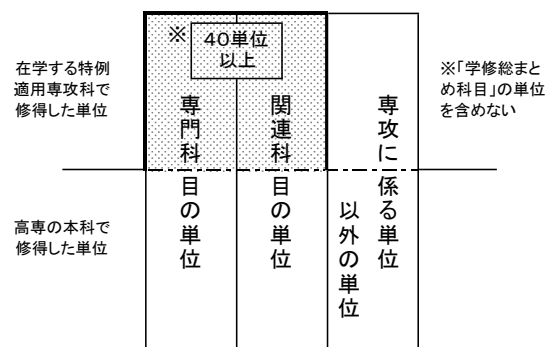 ※
40単位
以上
在学する特例
適用専攻科で
修得した単位
※「学修総まと
め科目」の単位
を含めない
専門科目の単位
関連科目の単位
専攻に係る単位
以外の単位
高専の本科で
修得した単位